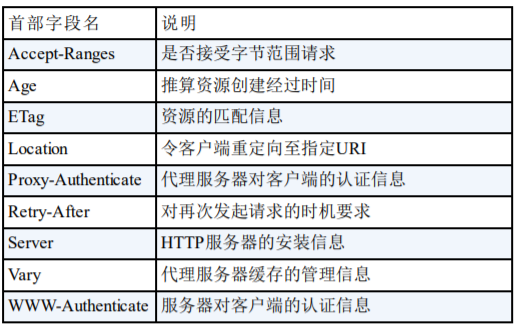 首部字段名 说明
Accept-Ranges 是否接受字节范围请求
Age 推算资源创建经过时间
ETag 资源的匹配信息
Location 令客户端重定向至指定URI
Proxy-Authenticate 代理服务器对客户端的认证信息
Retry-After 对再次发起请求的时机要求
Server HTTP服务器的安装信息
Vary 代理服务器缓存的管理信息
WWW-Authenticate 服务器对客户端的认证信息